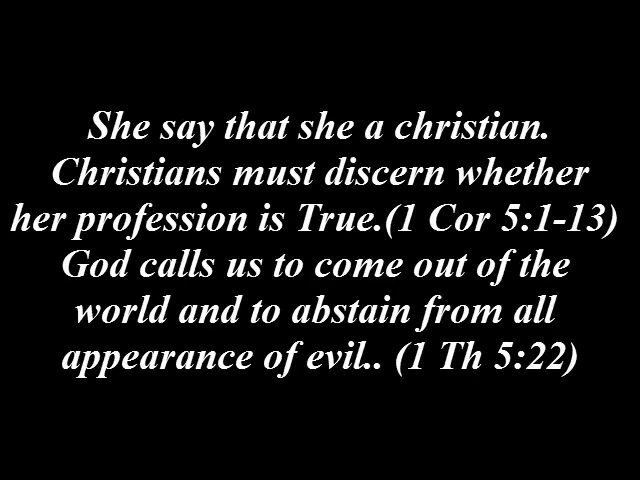 She say that she a christian.
Christians must discern whether
her profession is True.(1 Cor 5:1-13)
God calls us to come out of the
world and to abstain from all
appearance of evil.. (1 Th 5:22)